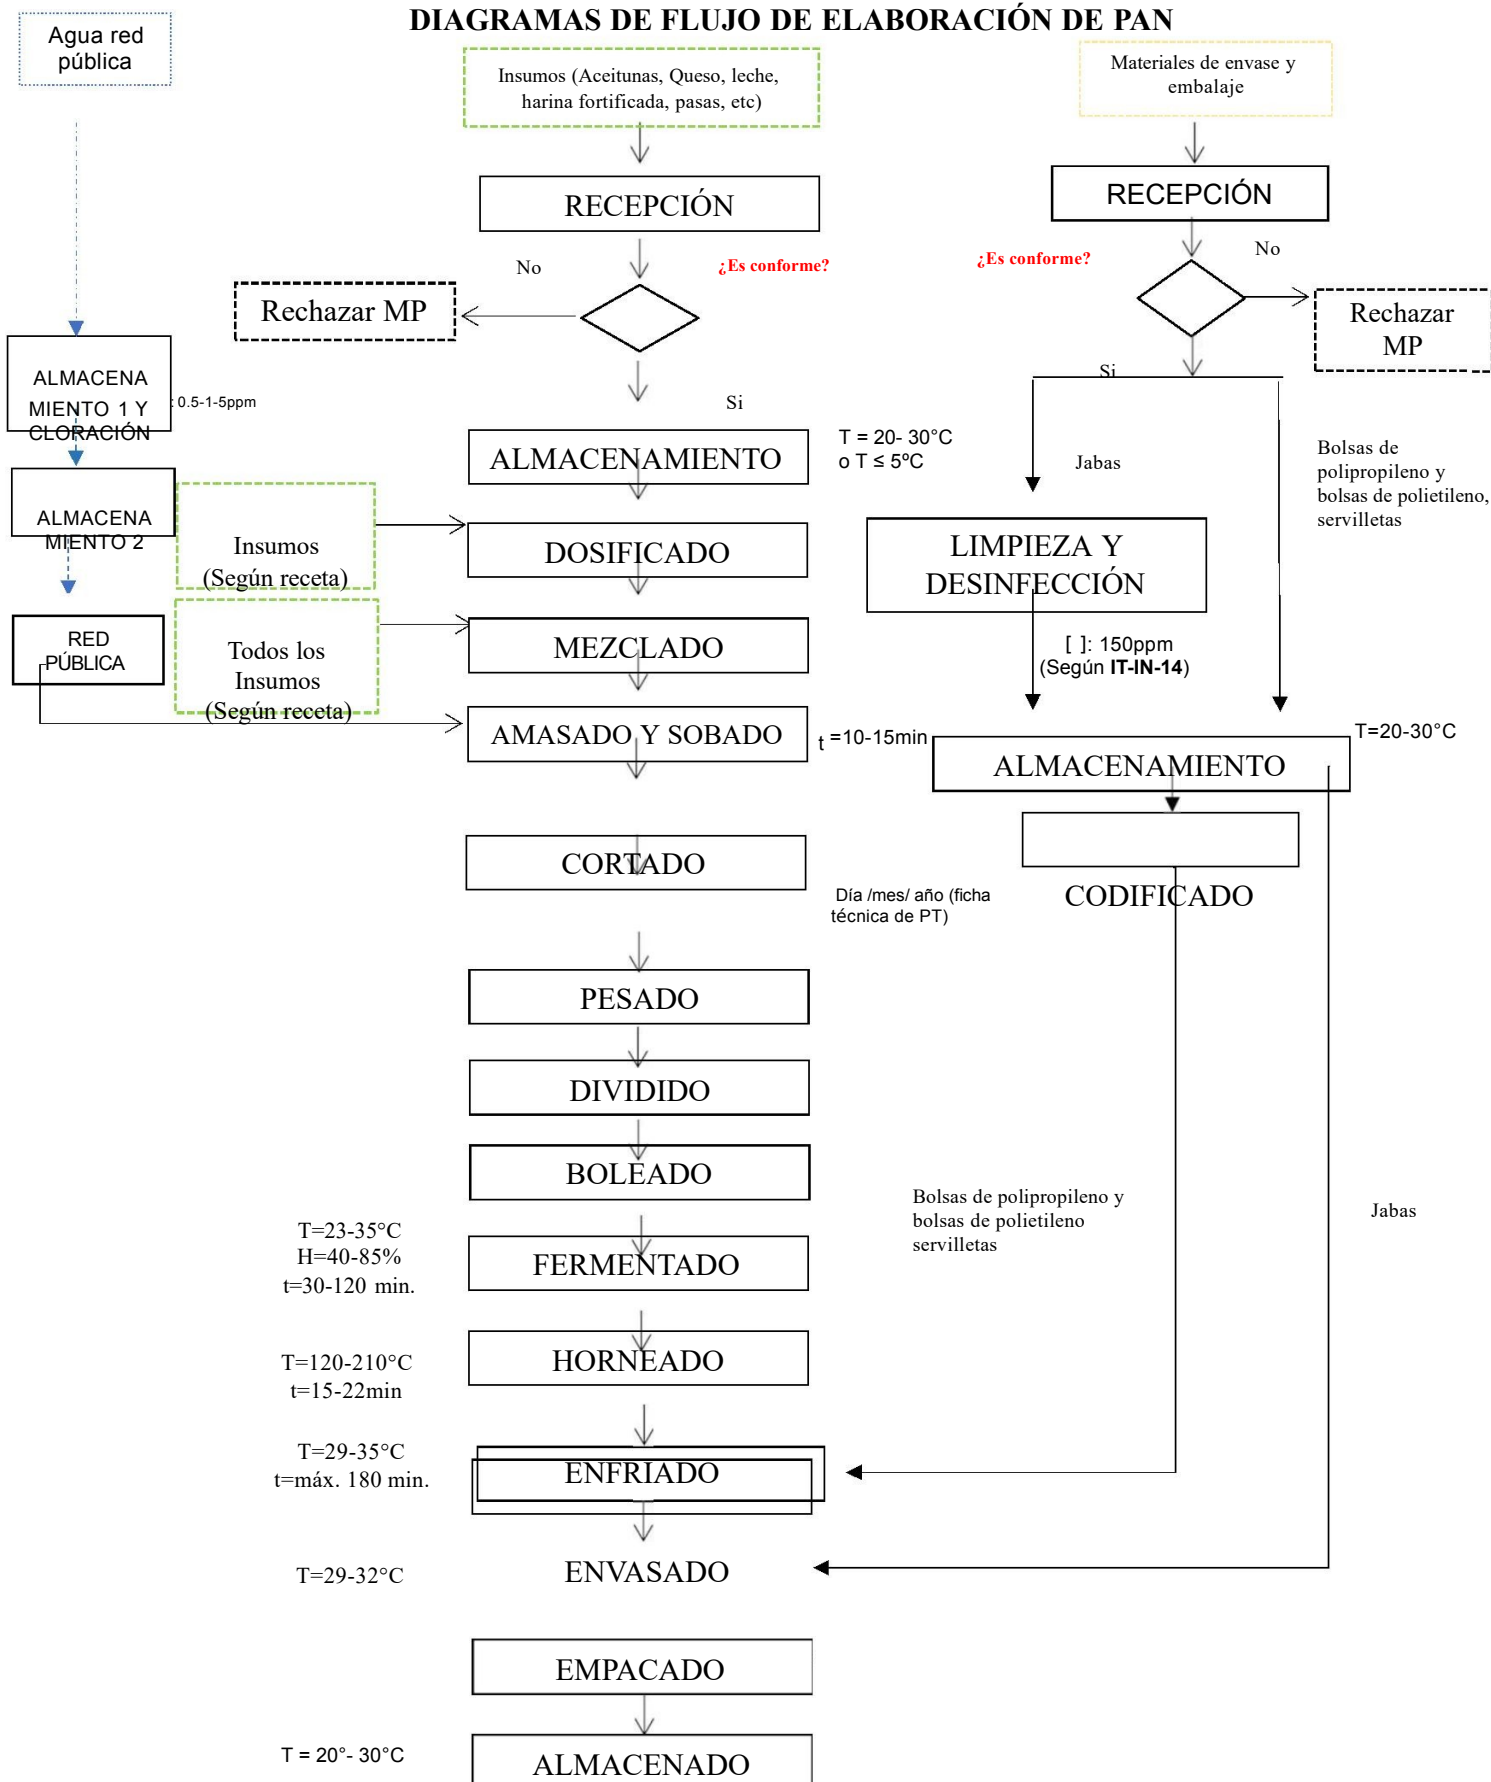 DIAGRAMAS DE FLUJO DE ELABORACIÓN DE PAN
Agua red
pública
Insumos (Aceitunas, Queso, leche,
harina fortificada, pasas, etc)
Materiales de envase y
embalaje
RECEPCIÓN
RECEPCIÓN
No
¿Es conforme?
¿Es conforme?
No
Rechazar MP
Rechazar
MP
ALMACENA
MIENTO 1 Y
CLORACIÓN
: 0.5-1-5ppm
Si
Si
ALMACENAMIENTO
T = 20- 30°C
o T ≤ 5ºC
Jabas
Bolsas de
polipropileno y
bolsas de polietileno,
servilletas
ALMACENA
MIENTO 2
Insumos
(Según receta)
DOSIFICADO
LIMPIEZA Y
DESINFECCIÓN
RED
PÚBLICA
Todos los
Insumos
(Según receta)
MEZCLADO
[ ]: 150ppm
(Según IT-IN-14)
AMASADO Y SOBADO
t =10-15min
T=20-30°C
ALMACENAMIENTO
CORTADO
Día /mes/ año (ficha
técnica de PT)
CODIFICADO
PESADO
DIVIDIDO
BOLEADO
Bolsas de polipropileno y
bolsas de polietileno
servilletas
Jabas
T=23-35°C
H=40-85%
t=30-120 min.
FERMENTADO
T=120-210°C
t=15-22min
HORNEADO
T=29-35°C
t=máx. 180 min.
ENFRIADO
T=29-32°C
ENVASADO
EMPACADO
T = 20°- 30°C
ALMACENADO